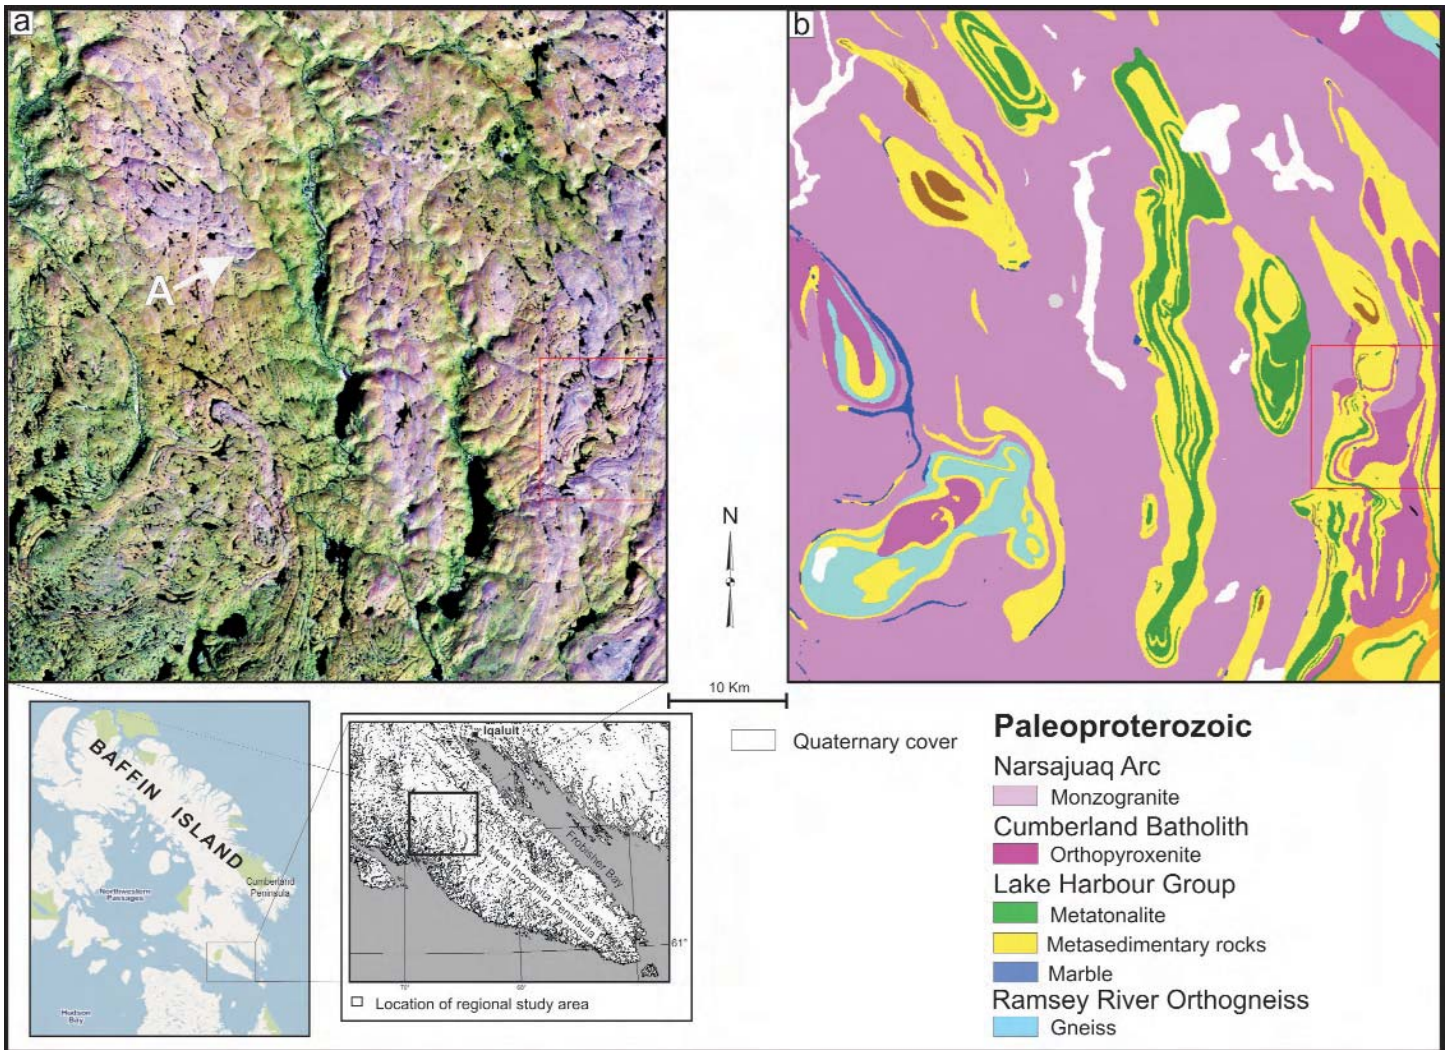 a
b
A
N
10 Km
BAFFIN ISLAND
Cumberland
Peninsula
Northwestern
Passages
Hudson
Bay
Iqaluit
Frobisher Bay
Meta Incognita Peninsula
61°
70°
Location of regional study area
Quaternary cover
Paleoproterozoic
Narsajuaq Arc
Monzogranite
Cumberland Batholith
Orthopyroxenite
Lake Harbour Group
Metatonalite
Metasedimentary rocks
Marble
Ramsey River Orthogneiss
Gneiss